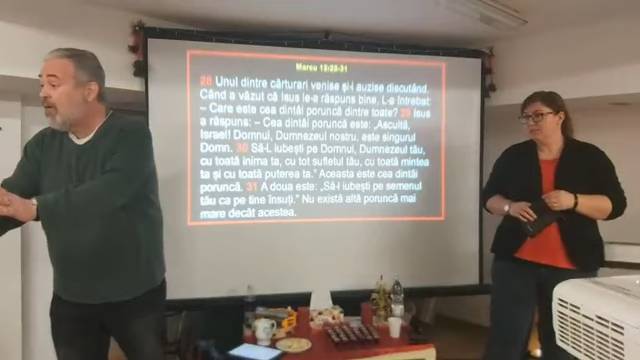 Marcu 12:28-31
28 Unul dintre cărturari venise și-i auzise discutând.
Când a văzut că Isus le-a răspuns bine, L-a întrebat:
– Care este cea dintâi poruncă dintre toate? 29 Isus
a răspuns: – Cea dintâi poruncă este: „Ascultă,
Israel! Domnul, Dumnezeul nostru, este singurul
Domn. 30 Să-L iubești pe Domnul, Dumnezeul tău,
cu toată inima ta, cu tot sufletul tău, cu toată mintea
ta și cu toată puterea ta.” Aceasta este cea dintâi
poruncă. 31 A doua este: „Să-l iubești pe semenul
tău ca pe tine însuți.” Nu există altă poruncă mai
mare decât acestea.